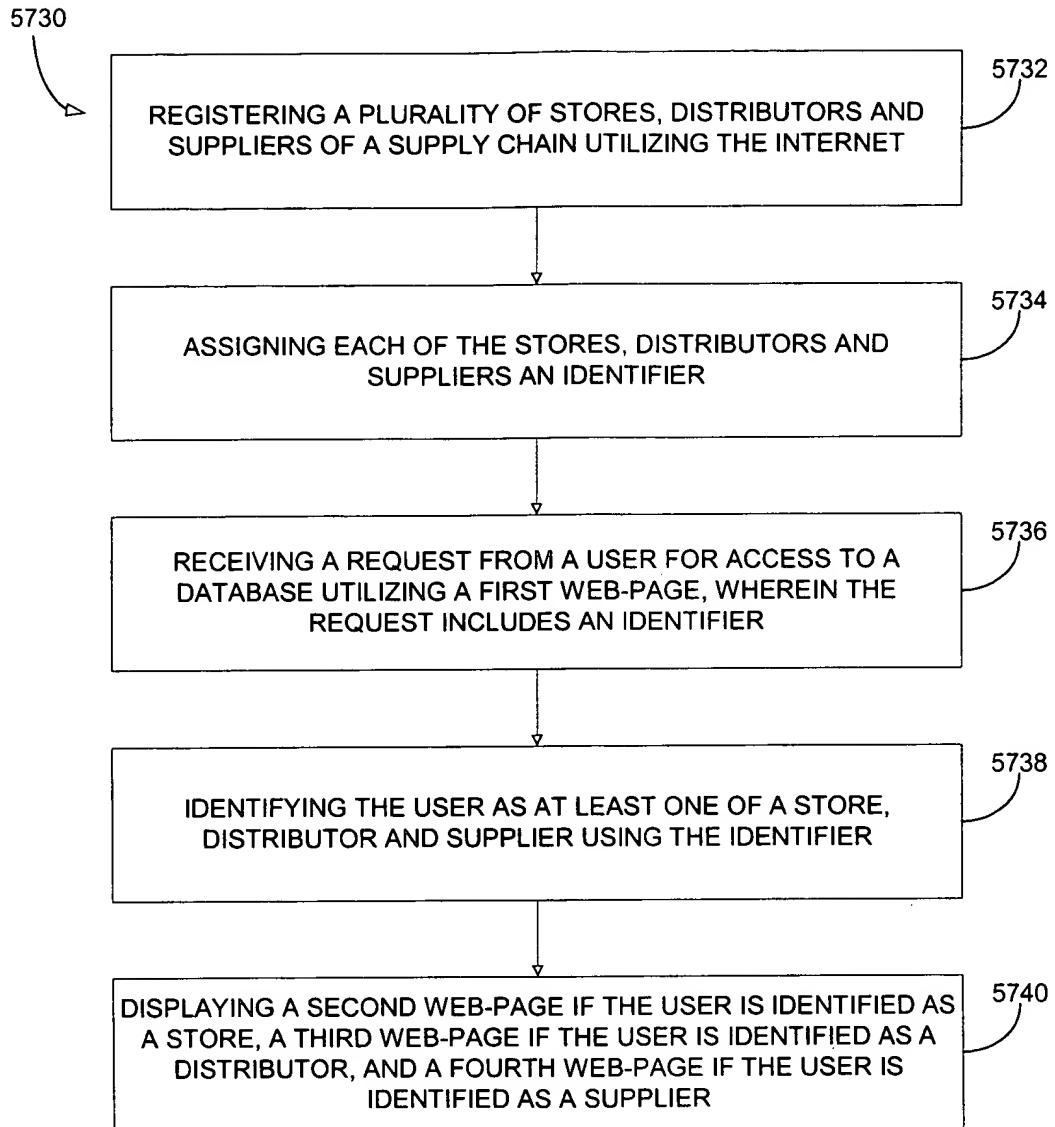 5730
5732
REGISTERING A PLURALITY OF STORES, DISTRIBUTORS AND
SUPPLIERS OF A SUPPLY CHAIN UTILIZING THE INTERNET
5734
ASSIGNING EACH OF THE STORES, DISTRIBUTORS AND
SUPPLIERS AN IDENTIFIER
5736
RECEIVING A REQUEST FROM A USER FOR ACCESS TO A
DATABASE UTILIZING A FIRST WEB-PAGE, WHEREIN THE
REQUEST INCLUDES AN IDENTIFIER
5738
IDENTIFYING THE USER AS AT LEAST ONE OF A STORE,
DISTRIBUTOR AND SUPPLIER USING THE IDENTIFIER
5740
DISPLAYING A SECOND WEB-PAGE IF THE USER IS IDENTIFIED AS
A STORE, A THIRD WEB-PAGE IF THE USER IS IDENTIFIED AS A
DISTRIBUTOR, AND A FOURTH WEB-PAGE IF THE USER IS
IDENTIFIED AS A SUPPLIER